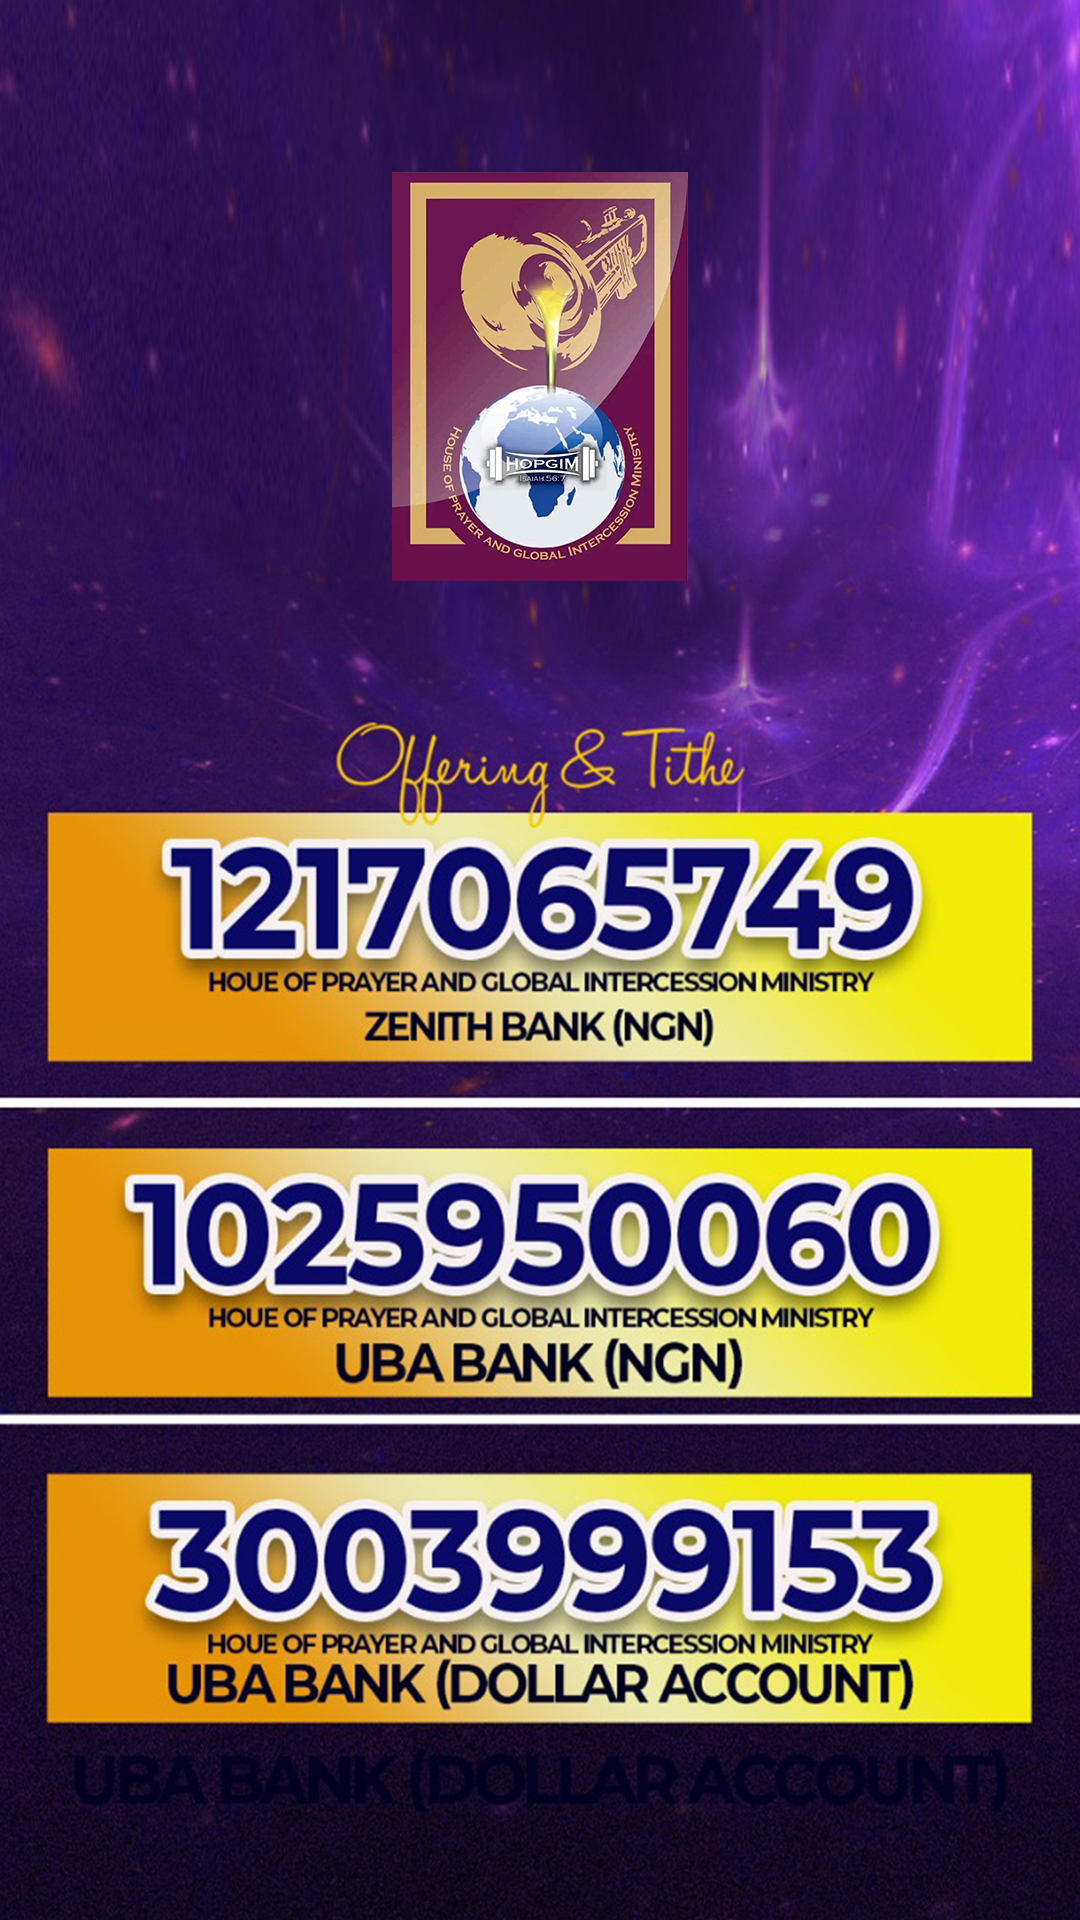 HOPGIM
ISAIAH 56:7
HOUSE OF PRAYER AND GLOBAL INTERCESSION MINISTRY
Offering & Tithe
1217065749
HOUE OF PRAYER AND GLOBAL INTERCESSION MINISTRY
ZENITH BANK (NGN)
1025950060
HOUE OF PRAYER AND GLOBAL INTERCESSION MINISTRY
UBA BANK (NGN)
3003999153
HOUE OF PRAYER AND GLOBAL INTERCESSION MINISTRY
UBA BANK (DOLLAR ACCOUNT)
UBA BANK (DOLLAR ACCOUNT)